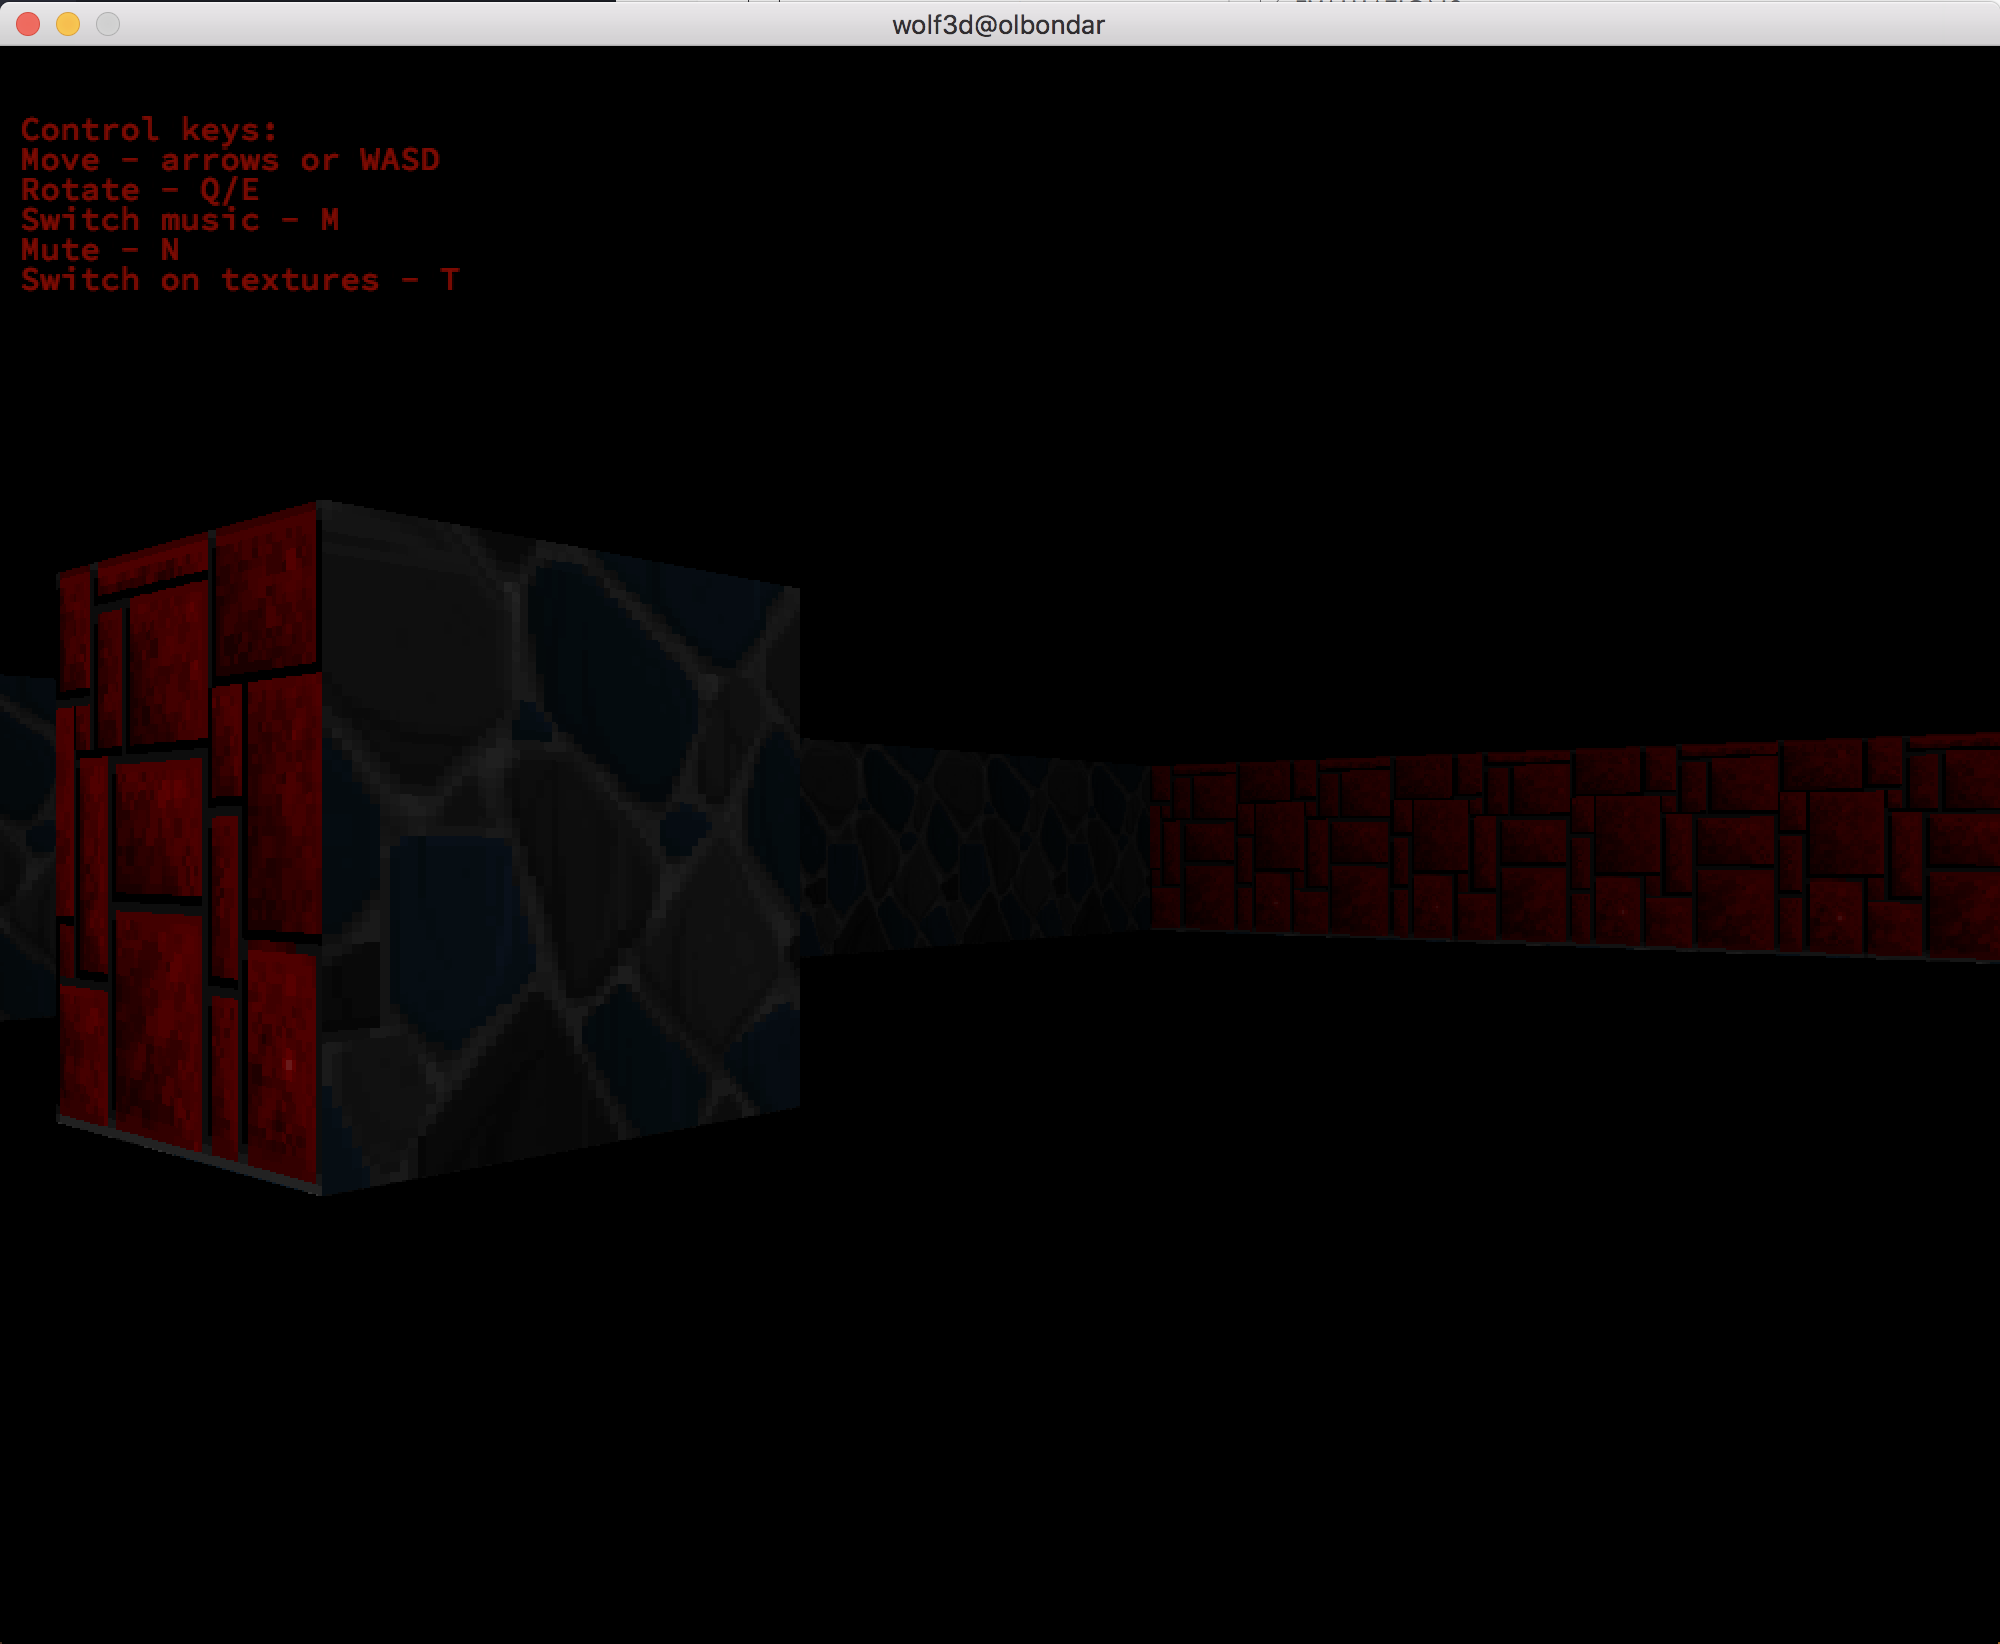 wolf3d@olbondar
Control keys:
Move - arrows or WASD
Rotate - Q/E
Switch music - M
Mute - N
Switch on textures - T